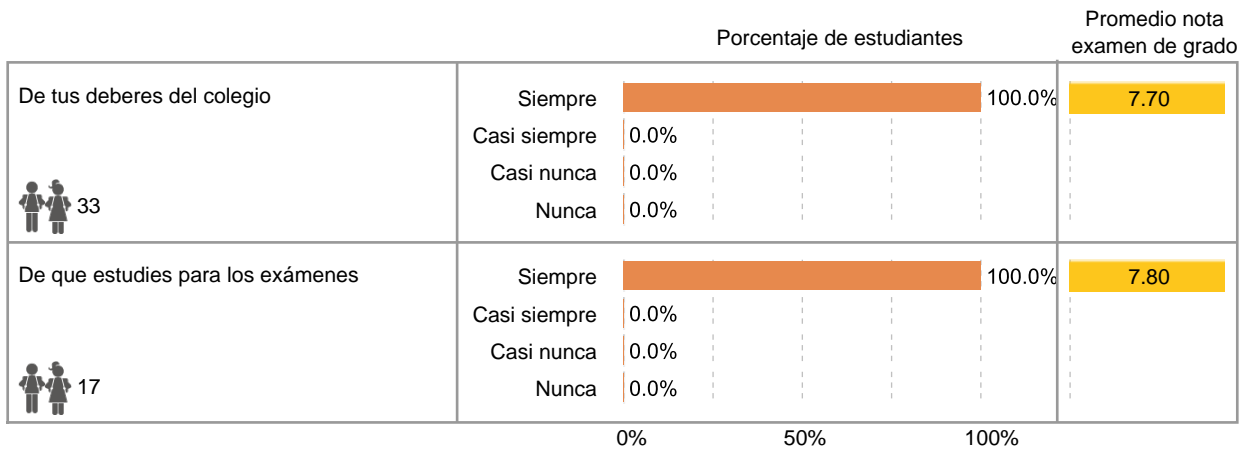 Porcentaje de estudiantes
Promedio nota
examen de grado
De tus deberes del colegio
33
Siempre 100.0% 7.70
Casi siempre 0.0%
Casi nunca 0.0%
Nunca 0.0%
De que estudies para los exámenes
17
Siempre 100.0% 7.80
Casi siempre 0.0%
Casi nunca 0.0%
Nunca 0.0%
0% 50% 100%